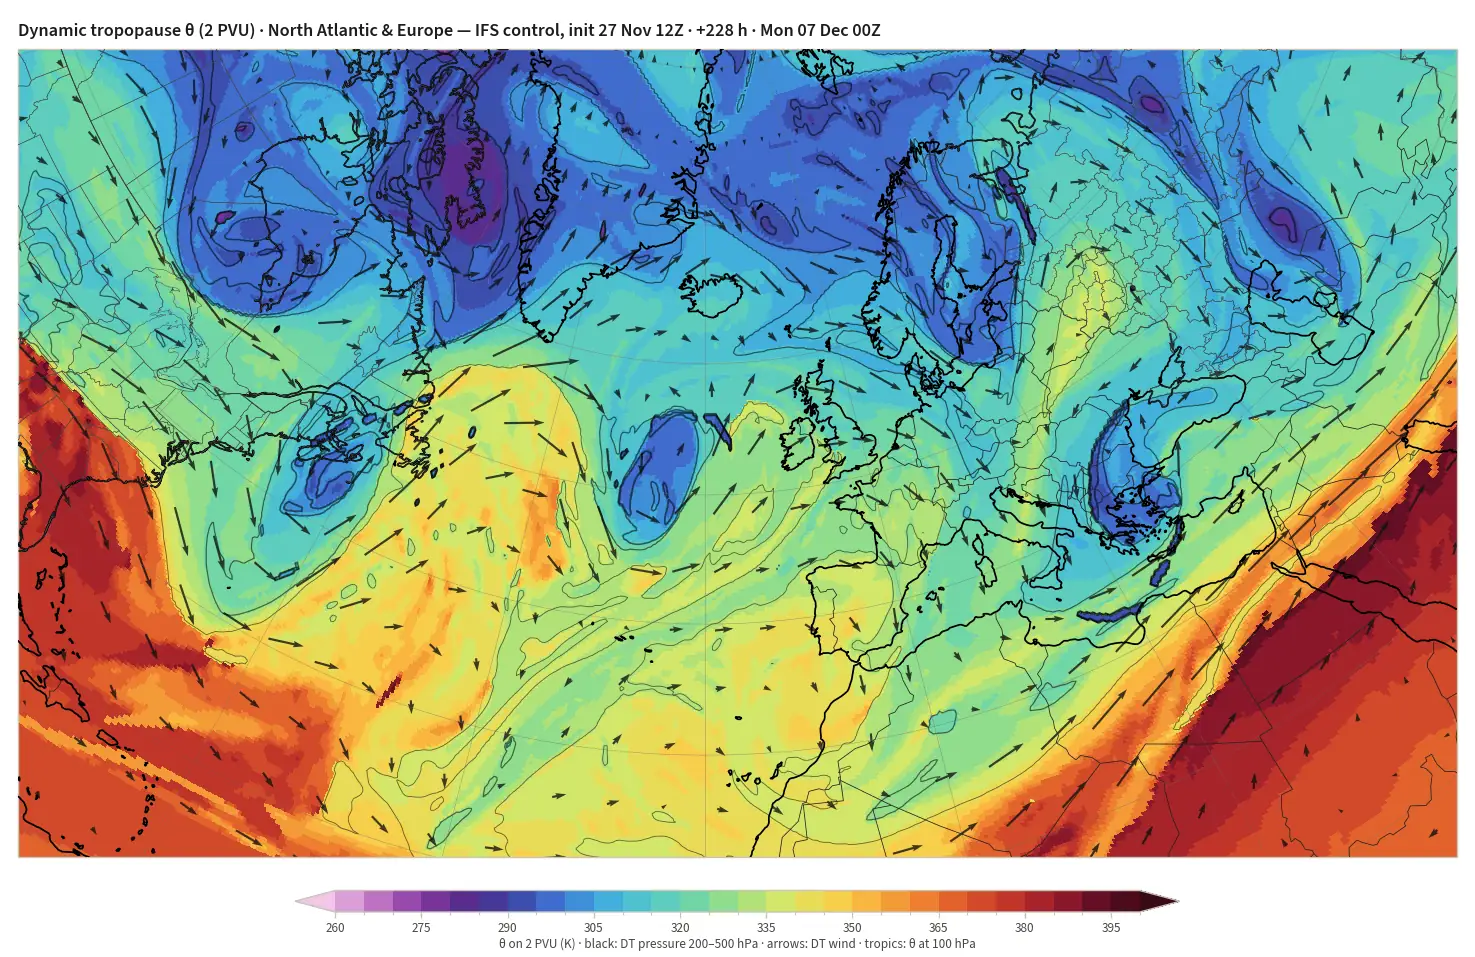 Dynamic tropopause θ (2 PVU) · North Atlantic & Europe — IFS control, init 27 Nov 12Z · +228 h · Mon 07 Dec 00Z
260 275 290 305 320 335 350 365 380 395
θ on 2 PVU (K) · black: DT pressure 200–500 hPa · arrows: DT wind · tropics: θ at 100 hPa